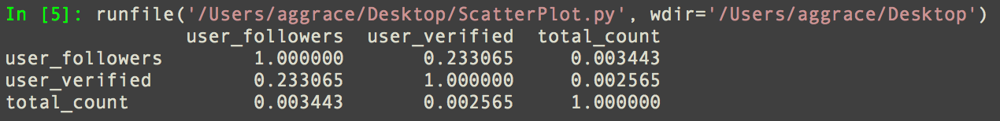 In [5]: runfile('/Users/aggrace/Desktop/ScatterPlot.py', wdir='/Users/aggrace/Desktop')
                user_followers  user_verified  total_count
user_followers        1.000000       0.233065     0.003443
user_verified         0.233065       1.000000     0.002565
total_count           0.003443       0.002565     1.000000